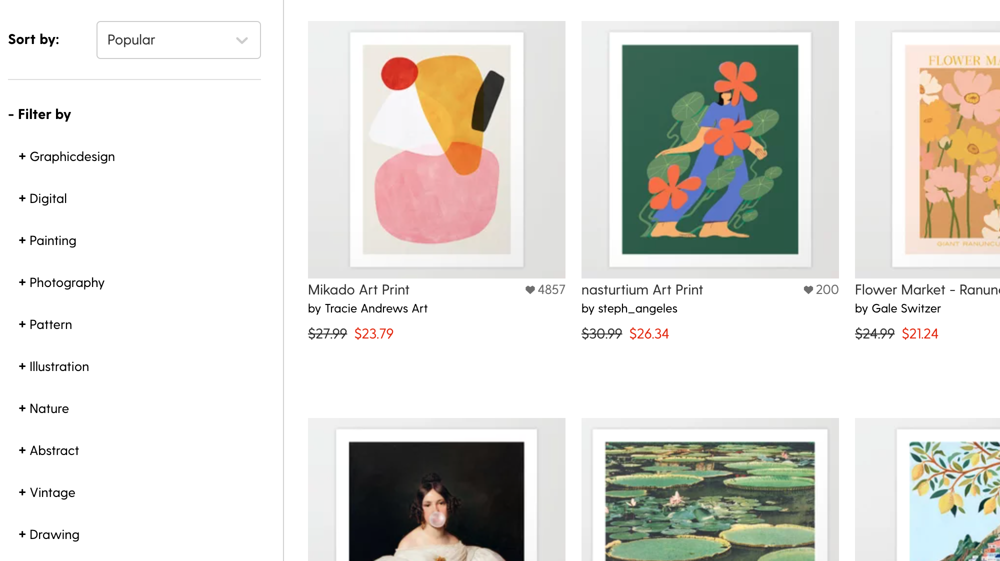 Sort by:
Popular
- Filter by
+ Graphicdesign
+ Digital
+ Painting
+ Photography
+ Pattern
+ Illustration
+ Nature
+ Abstract
+ Vintage
+ Drawing
Mikado Art Print
4857
by Tracie Andrews Art
$27.99 $23.79
nasturtium Art Print
200
by steph_angeles
$30.99 $26.34
FLOWER
GIANT
Flower Market -
by Gale Switzer
$24.99 $21.24